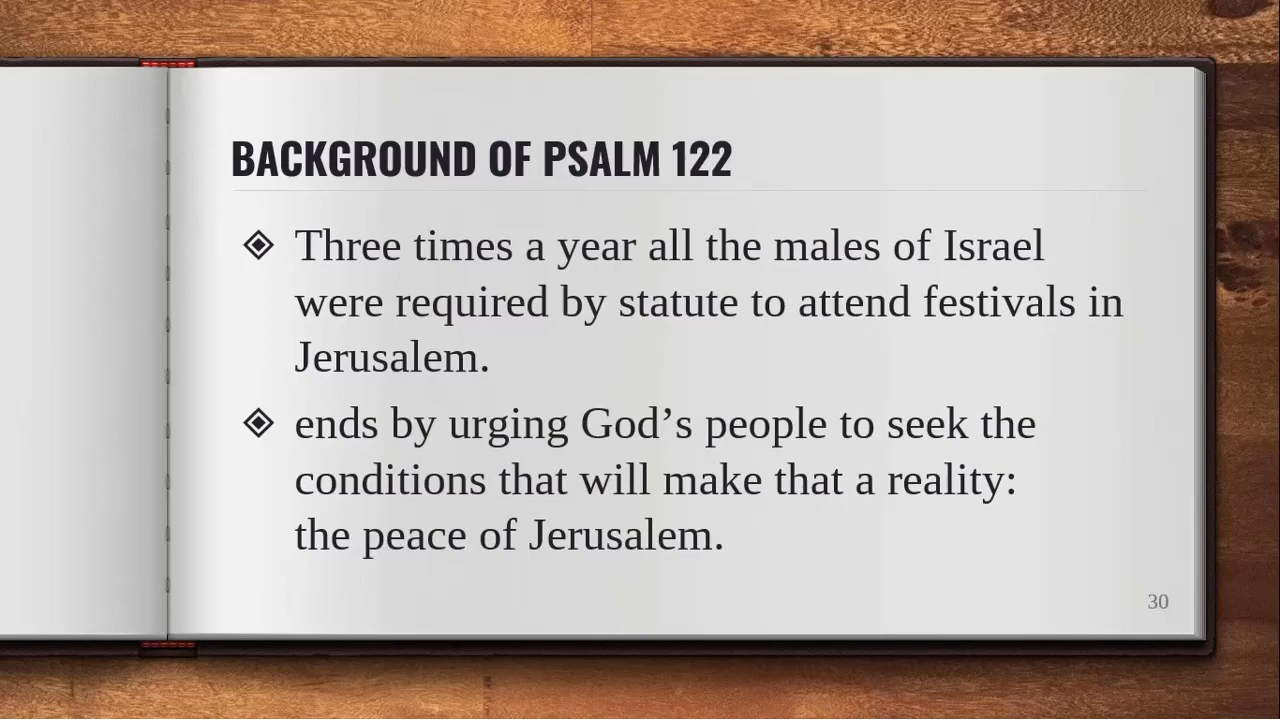 BACKGROUND OF PSALM 122
Three times a year all the males of Israel
were required by statute to attend festivals in
Jerusalem.
ends by urging God’s people to seek the
conditions that will make that a reality:
the peace of Jerusalem.
30